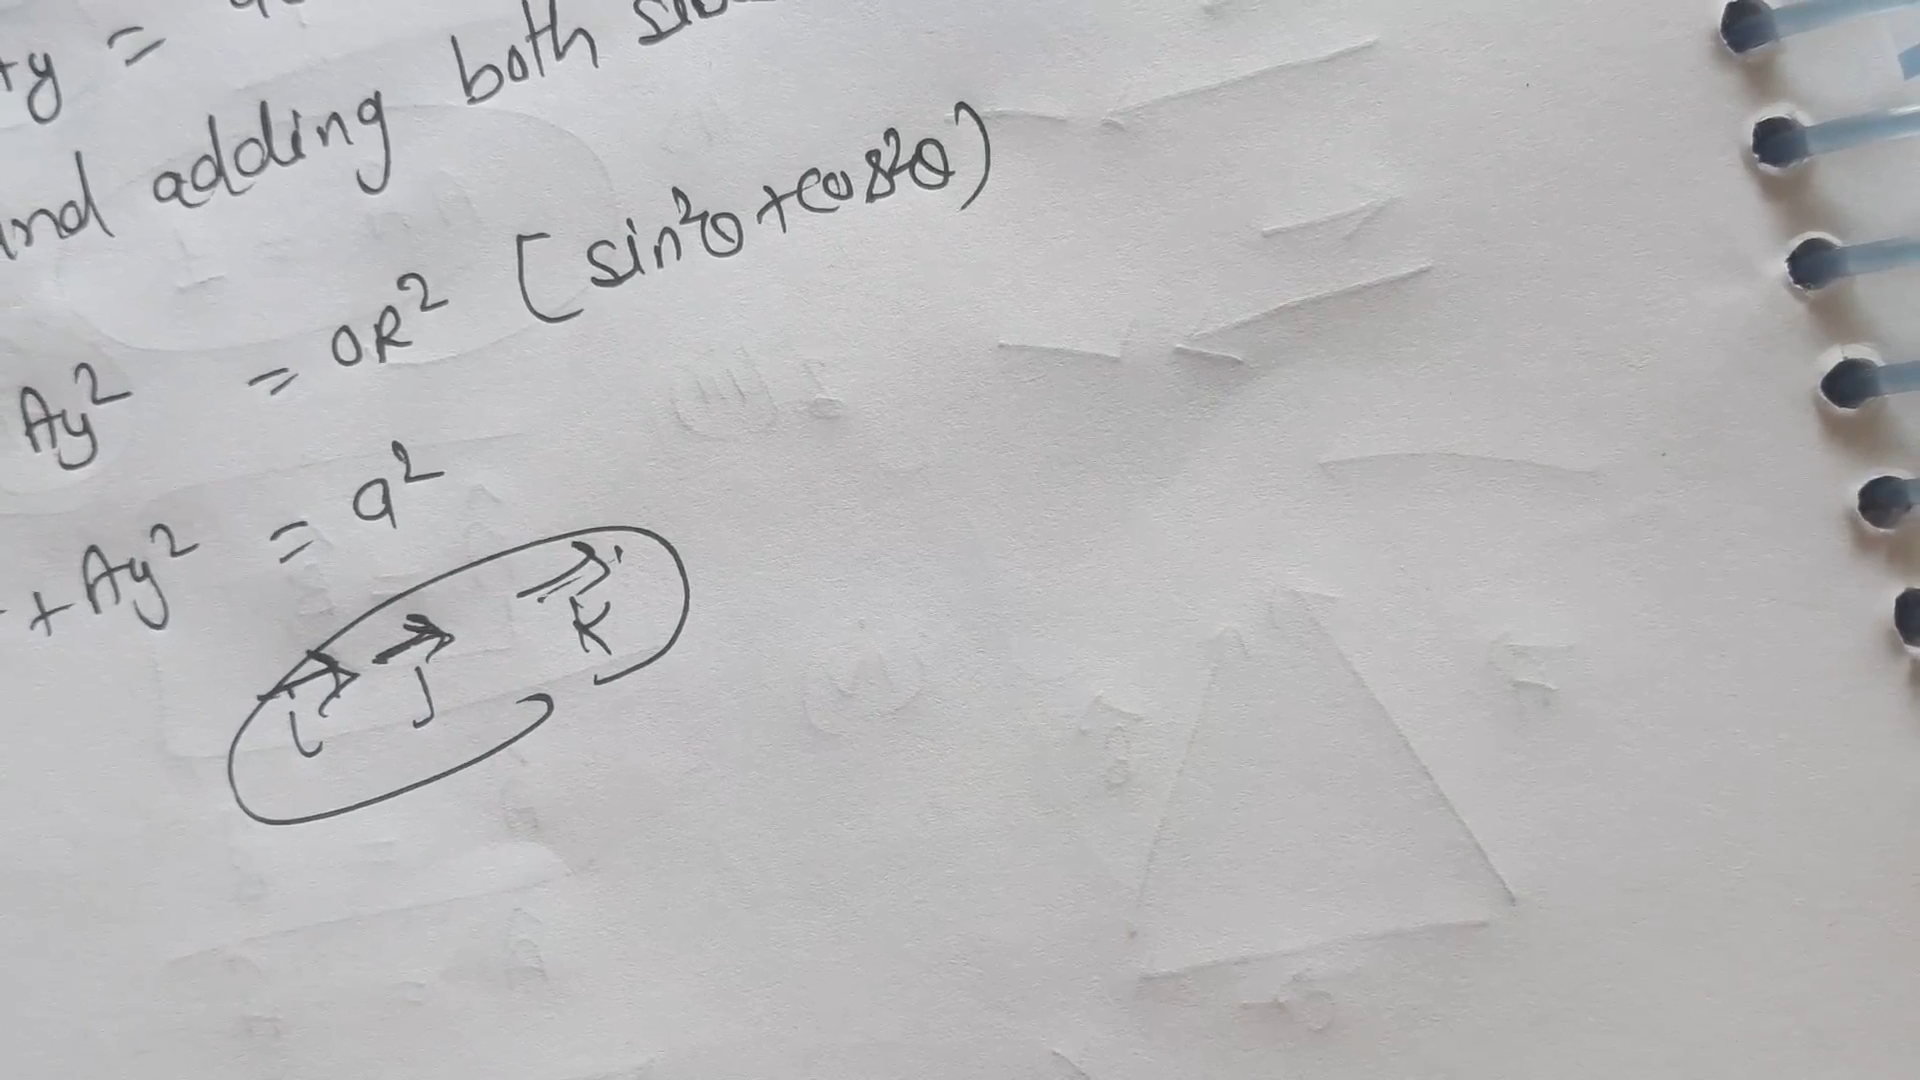 y =
and adding both
Ay² = OR² [sin²θ+cos²θ)
+Ay² = a²
i j k